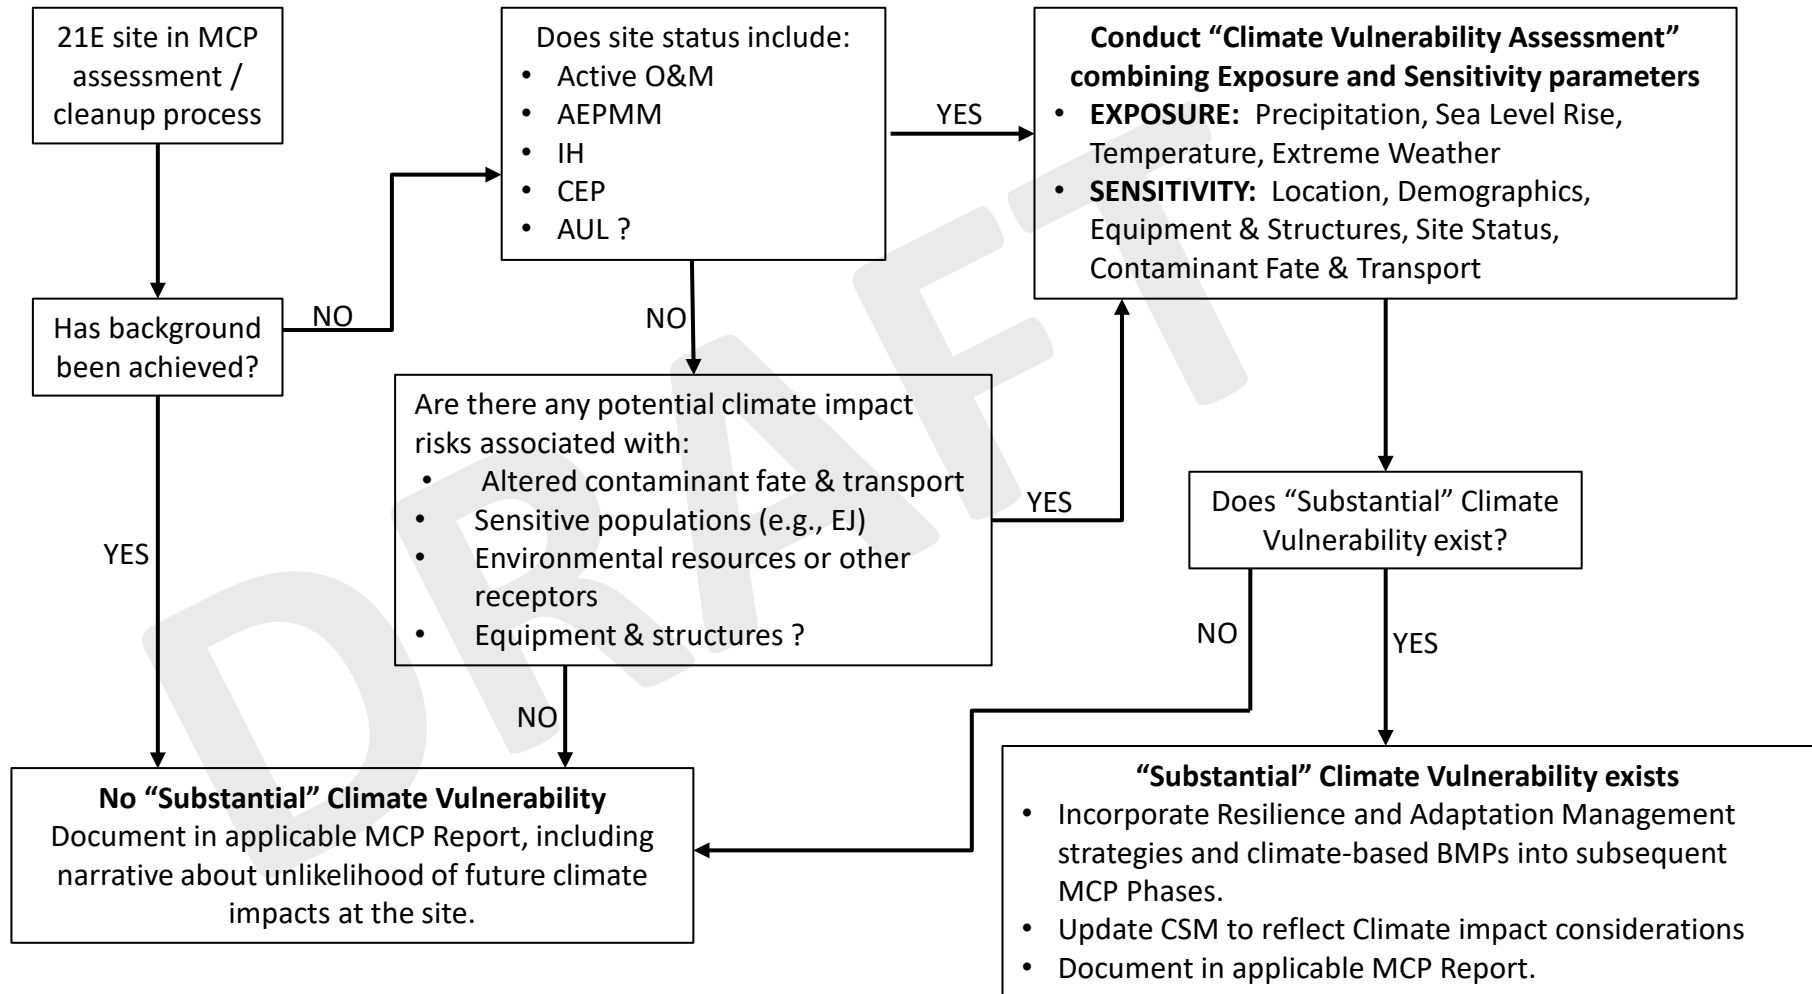 21E site in MCP
assessment /
cleanup process
Does site status include:
• Active O&M
• AEPMM
• IH
• CEP
• AUL ?
YES
Conduct “Climate Vulnerability Assessment”
combining Exposure and Sensitivity parameters
• EXPOSURE: Precipitation, Sea Level Rise,
Temperature, Extreme Weather
• SENSITIVITY: Location, Demographics,
Equipment & Structures, Site Status,
Contaminant Fate & Transport
Has background
been achieved?
NO
NO
Are there any potential climate impact
risks associated with:
• Altered contaminant fate & transport
• Sensitive populations (e.g., EJ)
• Environmental resources or other
receptors
• Equipment & structures ?
YES
Does “Substantial” Climate
Vulnerability exist?
YES
NO
NO
YES
No “Substantial” Climate Vulnerability
Document in applicable MCP Report, including
narrative about unlikelihood of future climate
impacts at the site.
“Substantial” Climate Vulnerability exists
• Incorporate Resilience and Adaptation Management
strategies and climate-based BMPs into subsequent
MCP Phases.
• Update CSM to reflect Climate impact considerations
• Document in applicable MCP Report.
DRAFT